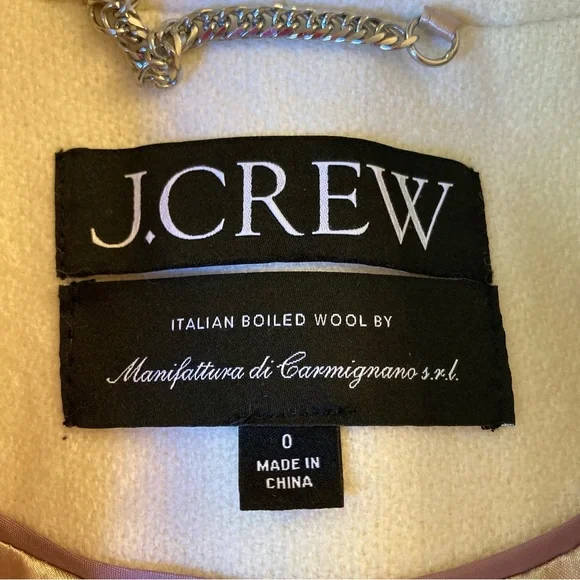 J.CREW
ITALIAN BOILED WOOL BY
Manifattura di Carmignano s.r.l.
0
MADE IN
CHINA